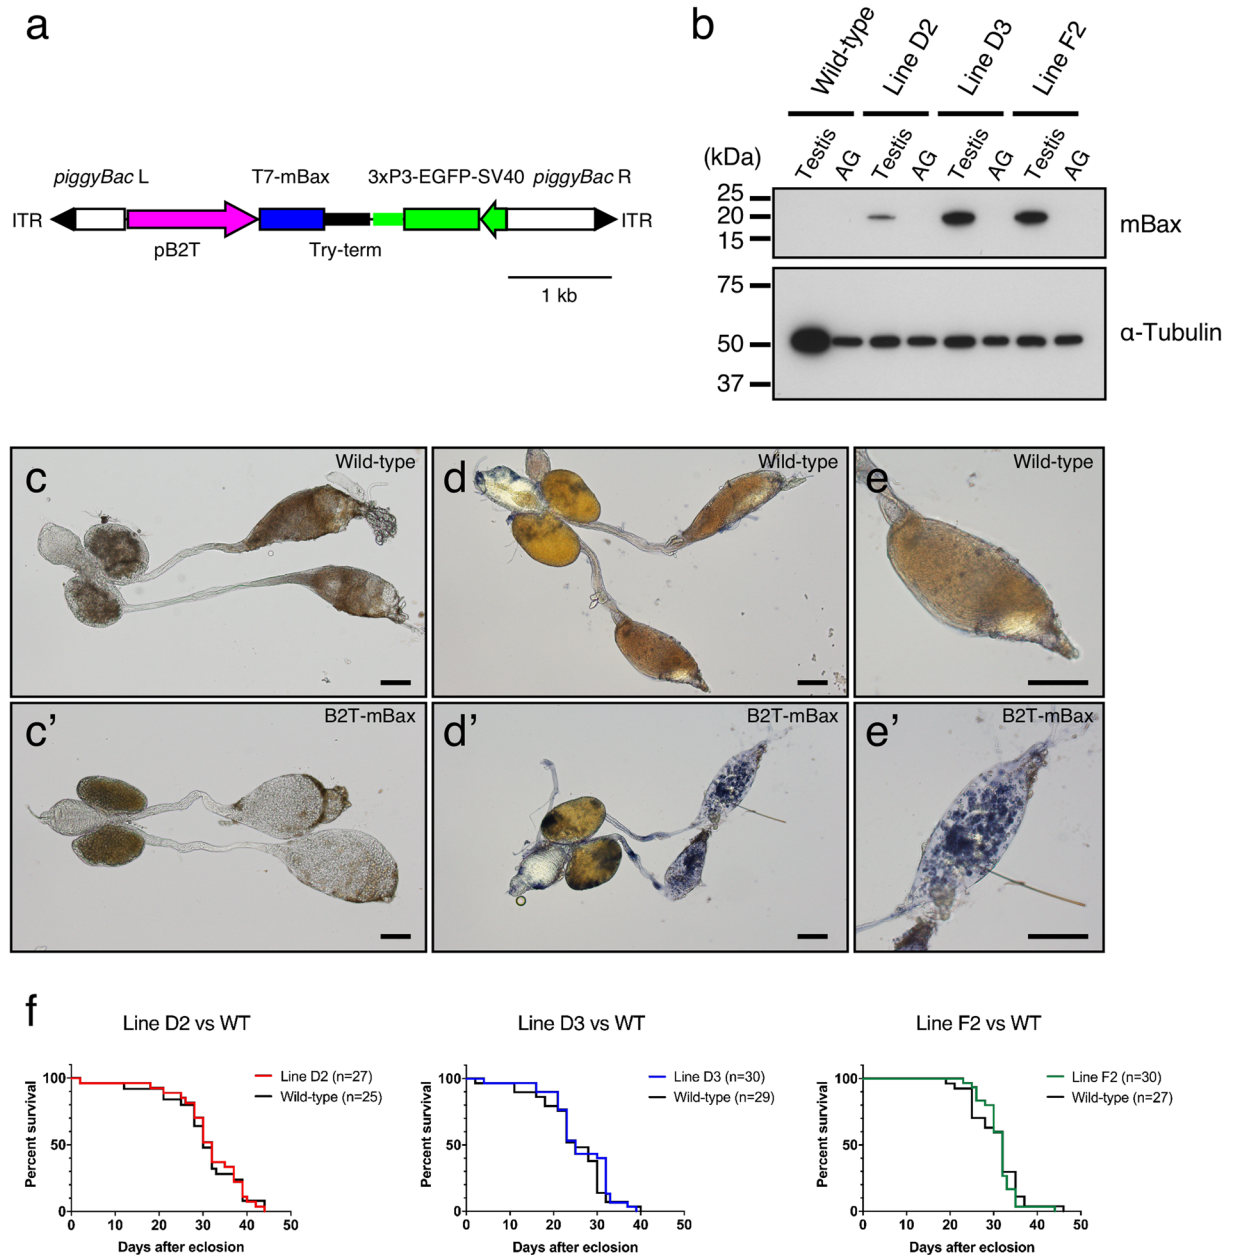 a
piggyBac L
T7-mBax
3xP3-EGFP-SV40
piggyBac R
ITR
ITR
pB2T
Try-term
1 kb
b
Wild-type
Line D2
Line D3
Line F2
(kDa)
Testis
AG
Testis
AG
Testis
AG
Testis
AG
25
20
15
mBax
75
50
37
α-Tubulin
c
Wild-type
d
Wild-type
e
Wild-type
c’
B2T-mBax
d’
B2T-mBax
e’
B2T-mBax
f
Line D2 vs WT
Percent survival
100
50
0
0 10 20 30 40 50
Days after eclosion
Line D2 (n=27)
Wild-type (n=25)
Line D3 vs WT
Percent survival
100
50
0
0 10 20 30 40 50
Days after eclosion
Line D3 (n=30)
Wild-type (n=29)
Line F2 vs WT
Percent survival
100
50
0
0 10 20 30 40 50
Days after eclosion
Line F2 (n=30)
Wild-type (n=27)